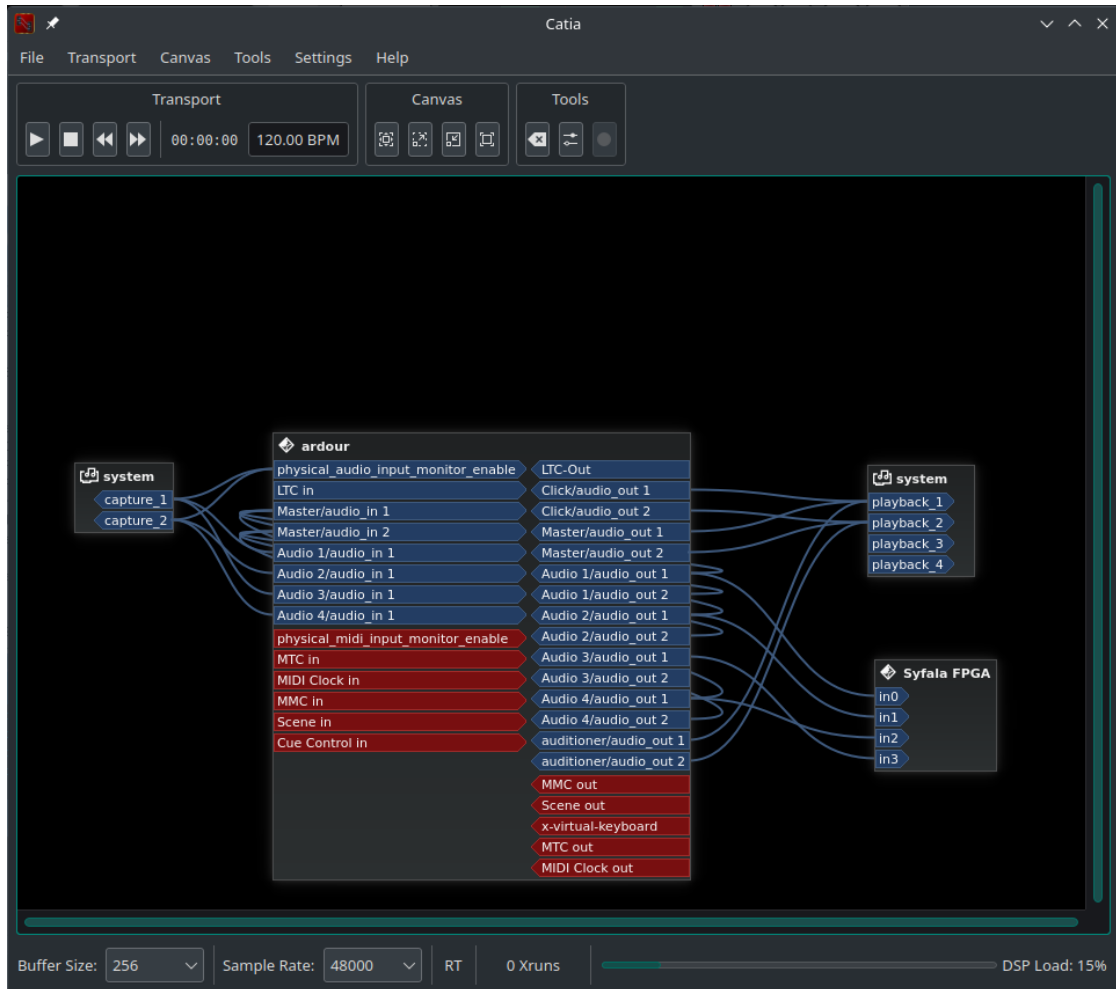 Catia
File Transport Canvas Tools Settings Help
Transport
Canvas
Tools
00:00:00
120.00 BPM
system
capture_1
capture_2
ardour
physical_audio_input_monitor_enable
LTC in
Master/audio_in 1
Master/audio_in 2
Audio 1/audio_in 1
Audio 2/audio_in 1
Audio 3/audio_in 1
Audio 4/audio_in 1
physical_midi_input_monitor_enable
MTC in
MIDI Clock in
MMC in
Scene in
Cue Control in
LTC-Out
Click/audio_out 1
Click/audio_out 2
Master/audio_out 1
Master/audio_out 2
Audio 1/audio_out 1
Audio 1/audio_out 2
Audio 2/audio_out 1
Audio 2/audio_out 2
Audio 3/audio_out 1
Audio 3/audio_out 2
Audio 4/audio_out 1
Audio 4/audio_out 2
auditioner/audio_out 1
auditioner/audio_out 2
MMC out
Scene out
x-virtual-keyboard
MTC out
MIDI Clock out
system
playback_1
playback_2
playback_3
playback_4
Syfala FPGA
in0
in1
in2
in3
Buffer Size: 256 Sample Rate: 48000 RT 0 Xruns DSP Load: 15%